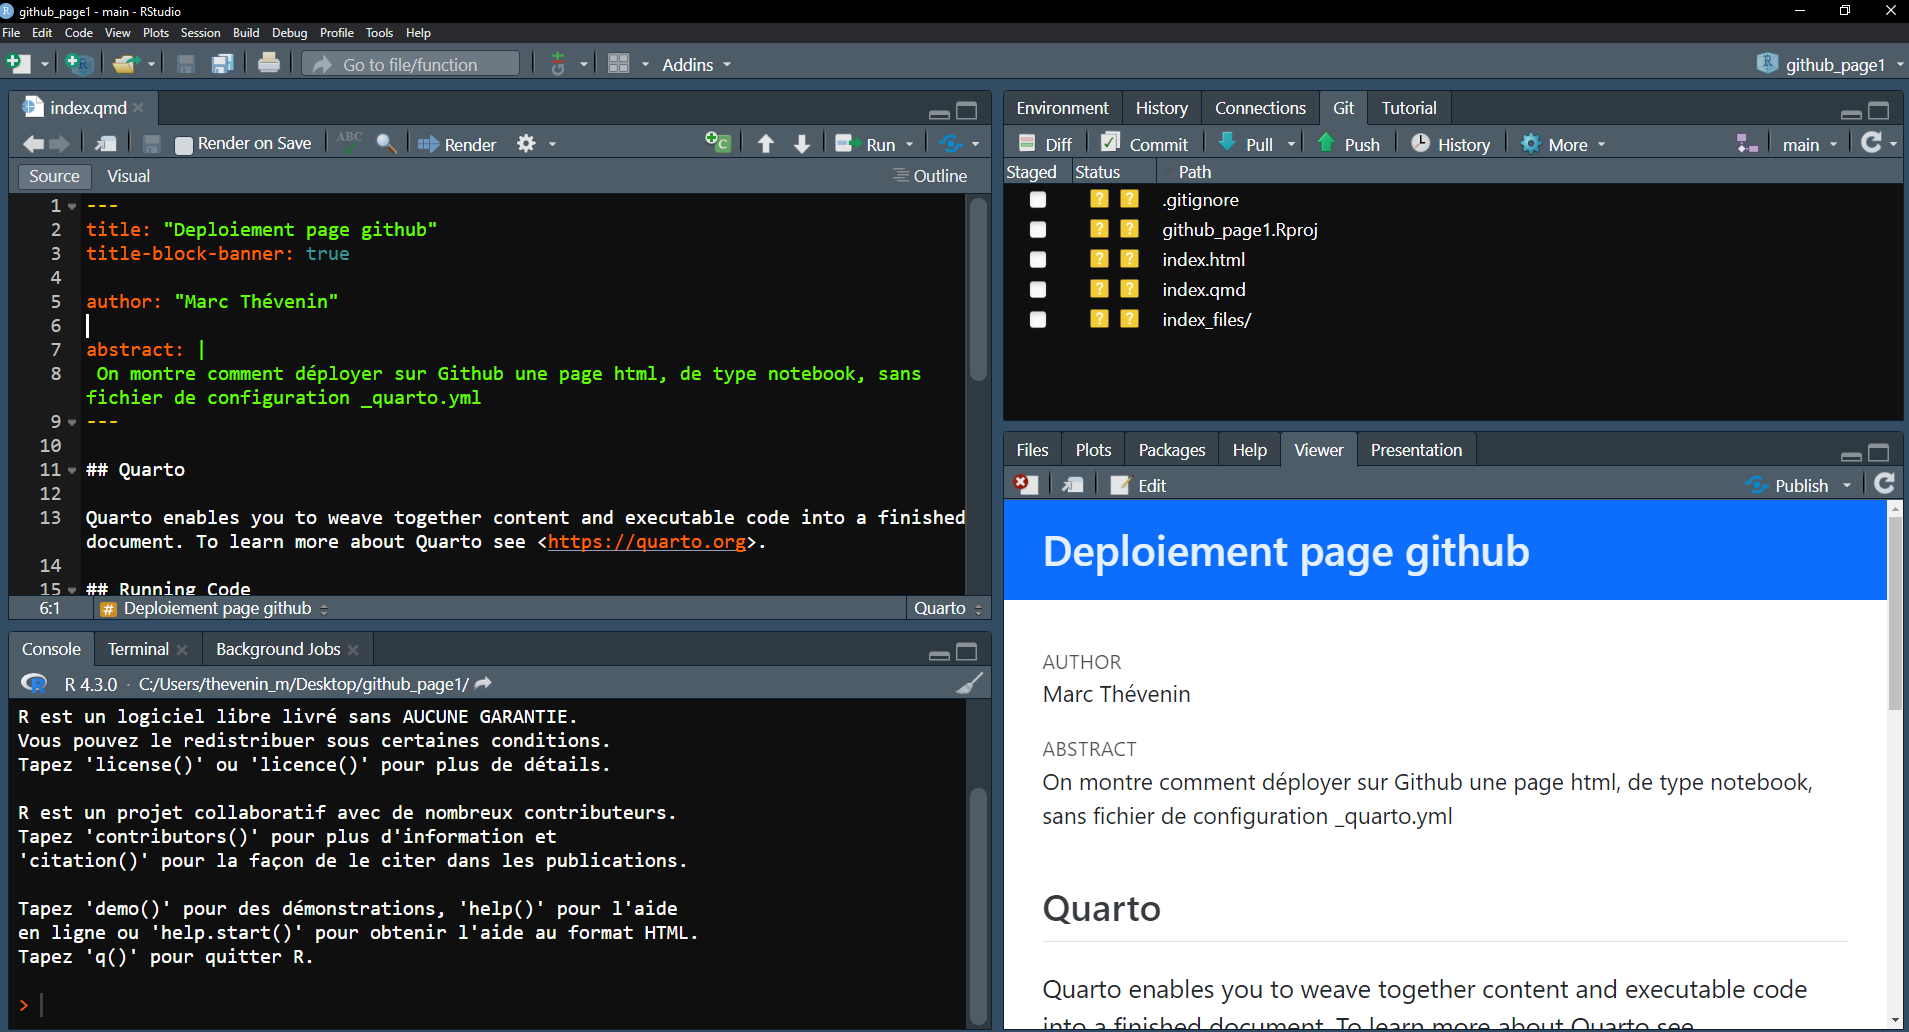 github_page1 - main - RStudio
File Edit Code View Plots Session Build Debug Profile Tools Help
Go to file/function Addins github_page1
index.qmd
Render on Save ABC Render Run
Source Visual Outline
1 ---
2 title: "Deploiement page github"
3 title-block-banner: true
4
5 author: "Marc Thévenin"
6
7 abstract: |
8 On montre comment déployer sur Github une page html, de type notebook, sans
fichier de configuration _quarto.yml
9 ---
10
11 ## Quarto
12
13 Quarto enables you to weave together content and executable code into a finished
document. To learn more about Quarto see <https://quarto.org>.
14
15 ## Running Code
6:1 # Deploiement page github Quarto
Console Terminal Background Jobs
R 4.3.0 · C:/Users/thevenin_m/Desktop/github_page1/
R est un logiciel libre livré sans AUCUNE GARANTIE.
Vous pouvez le redistribuer sous certaines conditions.
Tapez 'license()' ou 'licence()' pour plus de détails.
R est un projet collaboratif avec de nombreux contributeurs.
Tapez 'contributors()' pour plus d'information et
'citation()' pour la façon de le citer dans les publications.
Tapez 'demo()' pour des démonstrations, 'help()' pour l'aide
en ligne ou 'help.start()' pour obtenir l'aide au format HTML.
Tapez 'q()' pour quitter R.
>
Environment History Connections Git Tutorial
Diff Commit Pull Push History More main
Staged Status Path
? ? .gitignore
? ? github_page1.Rproj
? ? index.html
? ? index.qmd
? ? index_files/
Files Plots Packages Help Viewer Presentation
Edit Publish
Deploiement page github
AUTHOR
Marc Thévenin
ABSTRACT
On montre comment déployer sur Github une page html, de type notebook,
sans fichier de configuration _quarto.yml
Quarto
Quarto enables you to weave together content and executable code
into a finished document. To learn more about Quarto see